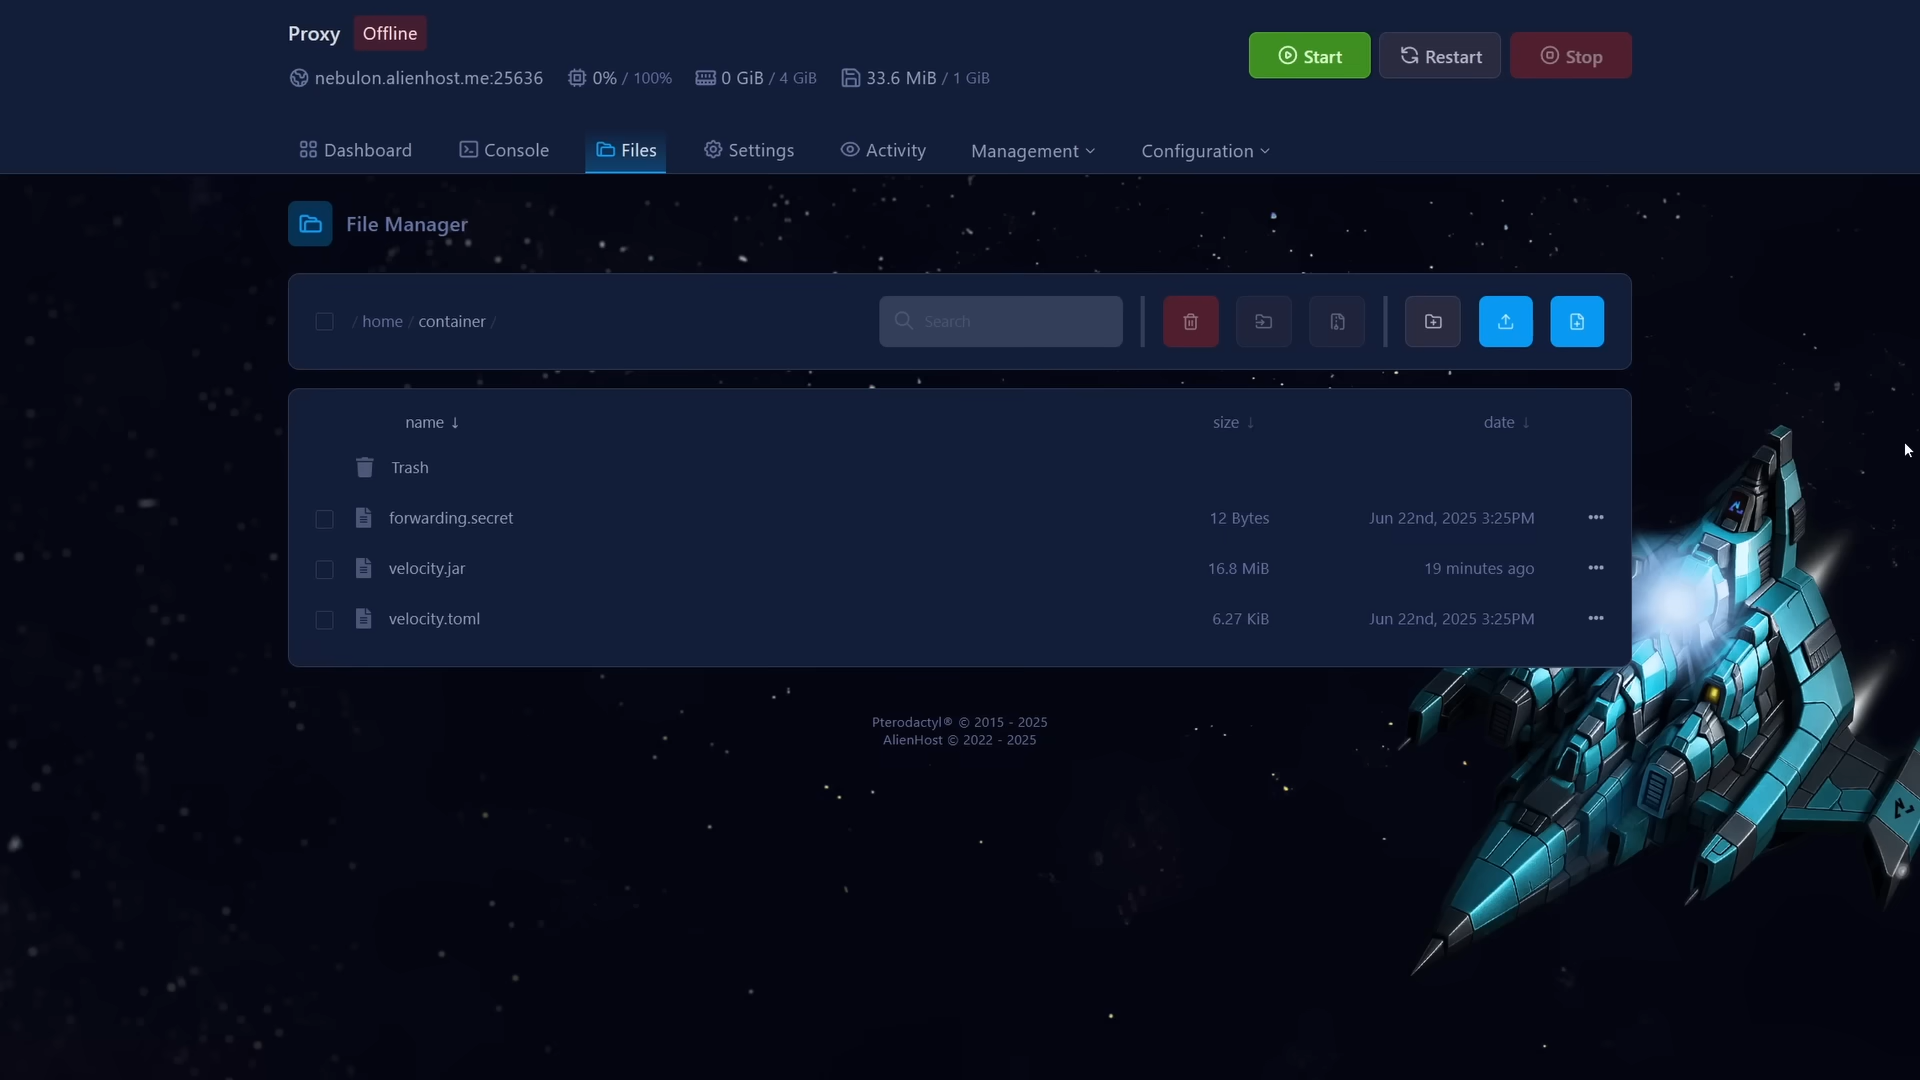 Proxy Offline
nebulon.alienhost.me:25636 0% / 100% 0 GiB / 4 GiB 33.6 MiB / 1 GiB
Start Restart Stop
Dashboard Console Files Settings Activity Management Configuration
File Manager
/ home / container / Search
name ↓ size ↓ date ↓
Trash
forwarding.secret 12 Bytes Jun 22nd, 2025 3:25PM
velocity.jar 16.8 MiB 19 minutes ago
velocity.toml 6.27 KiB Jun 22nd, 2025 3:25PM
Pterodactyl® © 2015 - 2025
AlienHost © 2022 - 2025